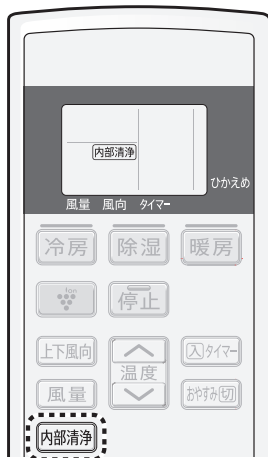 内部清浄
ひかえめ
風量 風向 タイマー
冷房 除湿 暖房
ion
停止
上下風向
温度
入タイマー
風量
おやすみ切
内部清浄